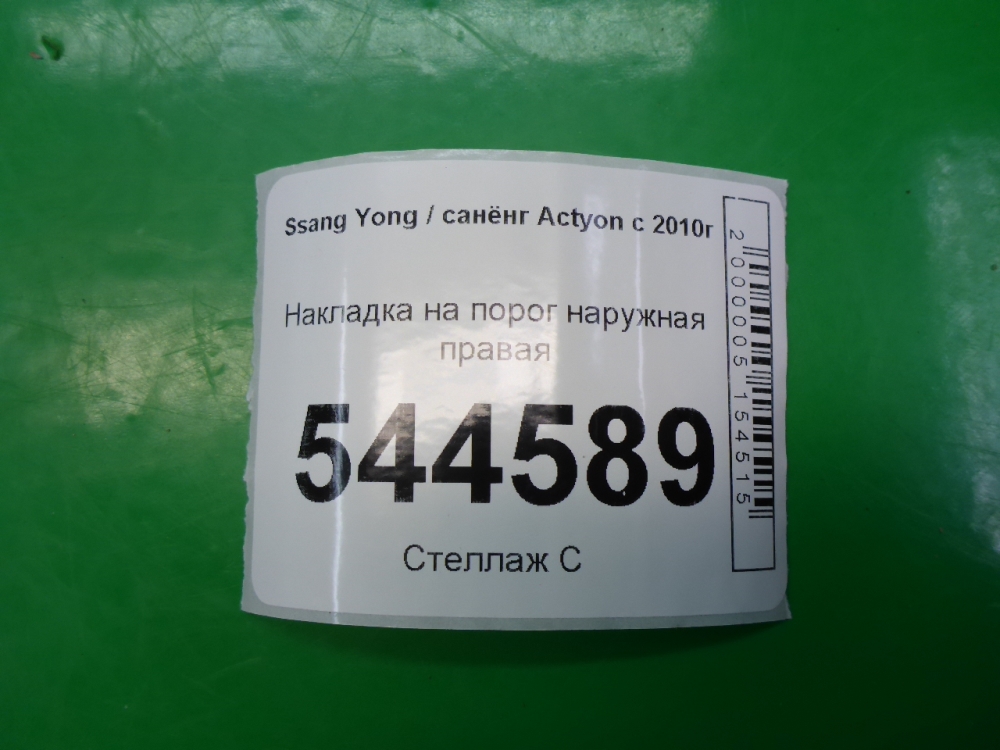 Ssang Yong / санёнг Actyon с 2010г
Накладка на порог наружная
правая
544589
Стеллаж С
2000005154515